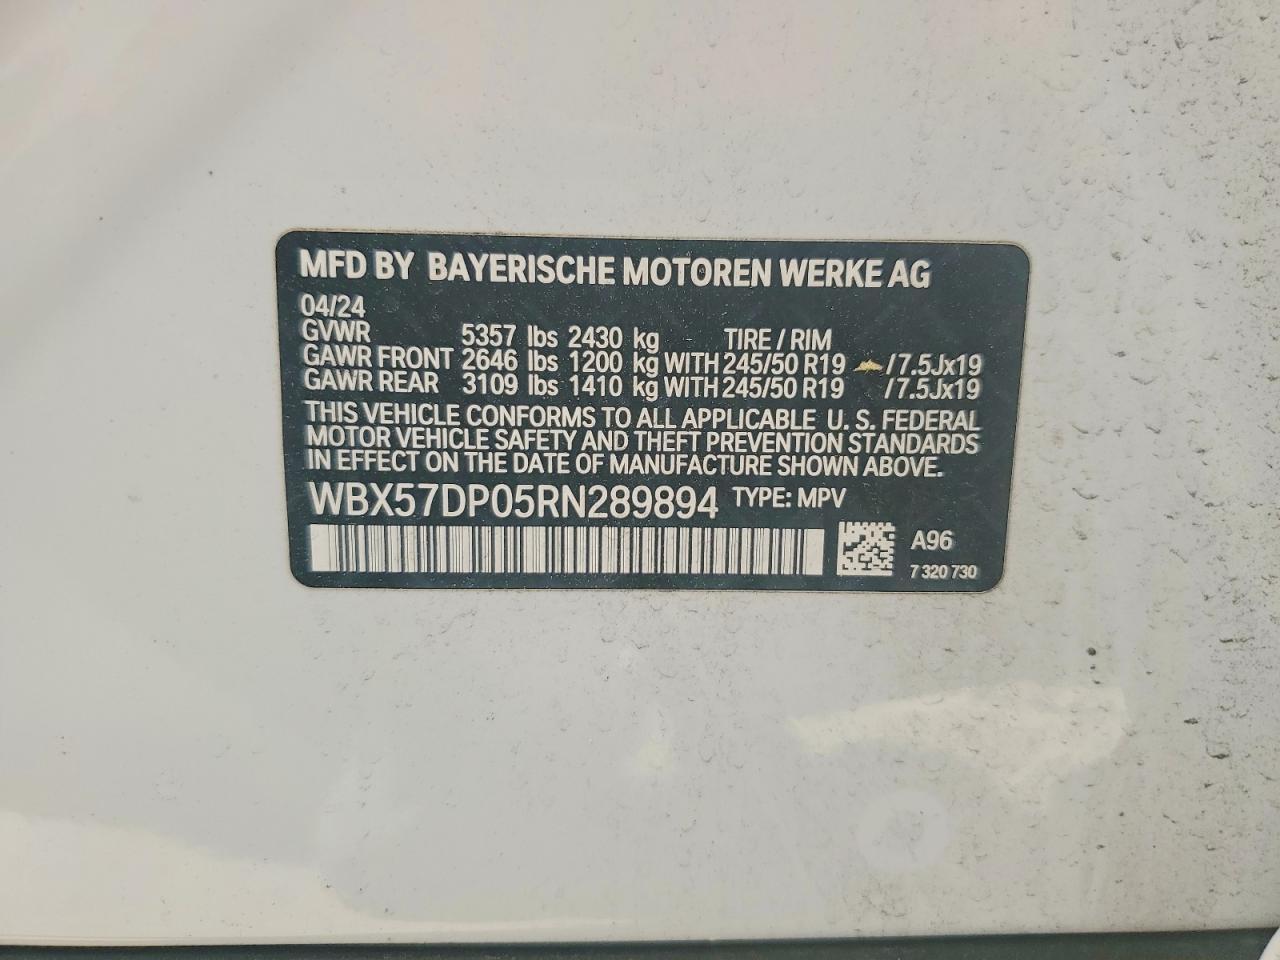 MFD BY BAYERISCHE MOTOREN WERKE AG
04/24
GVWR 5357 lbs 2430 kg TIRE / RIM
GAWR FRONT 2646 lbs 1200 kg WITH 245/50 R19 /7.5Jx19
GAWR REAR 3109 lbs 1410 kg WITH 245/50 R19 /7.5Jx19
THIS VEHICLE CONFORMS TO ALL APPLICABLE U. S. FEDERAL
MOTOR VEHICLE SAFETY AND THEFT PREVENTION STANDARDS
IN EFFECT ON THE DATE OF MANUFACTURE SHOWN ABOVE.
WBX57DP05RN289894 TYPE: MPV
A96
7 320 730